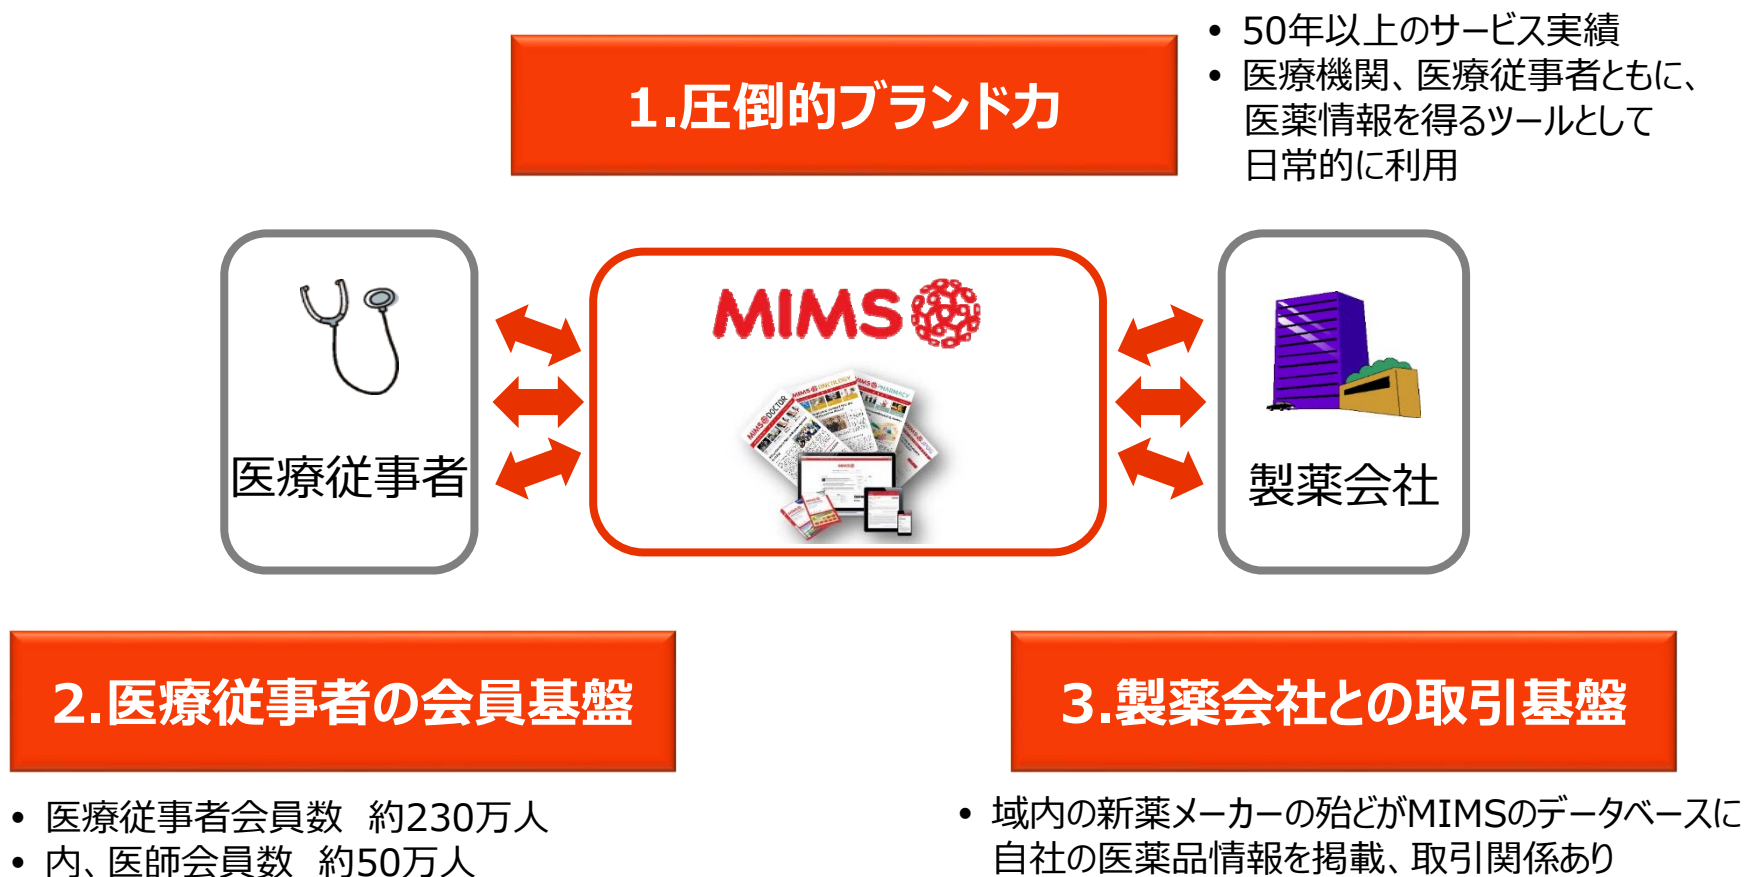 1.圧倒的ブランド力
• 50年以上のサービス実績
• 医療機関、医療従事者ともに、
医薬情報を得るツールとして
日常的に利用
医療従事者
MIMS
MIMS DOCTOR
MIMS ONCOLOGY
MIMS PHARMACY
製薬会社
2.医療従事者の会員基盤
• 医療従事者会員数 約230万人
• 内、医師会員数 約50万人
3.製薬会社との取引基盤
• 域内の新薬メーカーの殆どがMIMSのデータベースに
自社の医薬品情報を掲載、取引関係あり